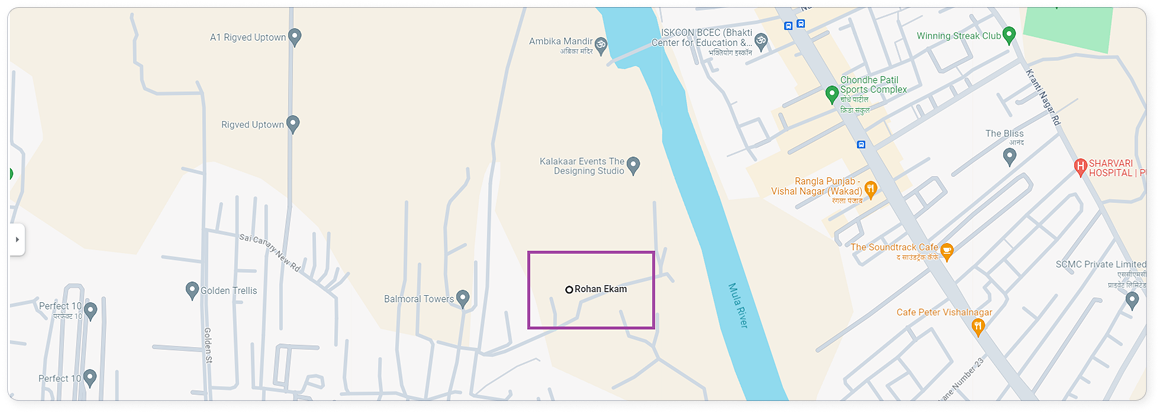 A1 Rigved Uptown
Ambika Mandir
अंबिका मंदिर
ISKCON BCEC (Bhakti
Center for Education &...
भक्तियोग इस्कॉन
Winning Streak Club
Chondhe Patil
Sports Complex
चोंधे पाटील
क्रिडा संकुल
Kranti Nagar Rd
Rigved Uptown
The Bliss
आनंद
Kalakaar Events The
Designing Studio
SHARVARI
HOSPITAL |
Rangla Punjab -
Vishal Nagar (Wakad)
रंगला पंजाब
Sai Canary New Rd
The Soundtrack Cafe
द साउंडट्रॅक कॅफे
SCMC Private Limited
Golden Trellis
Balmoral Towers
Rohan Ekam
Mula River
Perfect 10
परफेक्ट 10
Cafe Peter Vishalnagar
Golden St
Perfect 10
ane Number 23